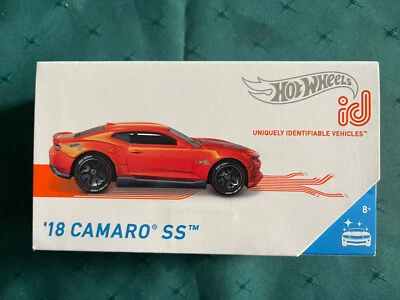 HOT WHEELS
id
UNIQUELY IDENTIFIABLE VEHICLES™
'18 CAMARO® SS™
8+